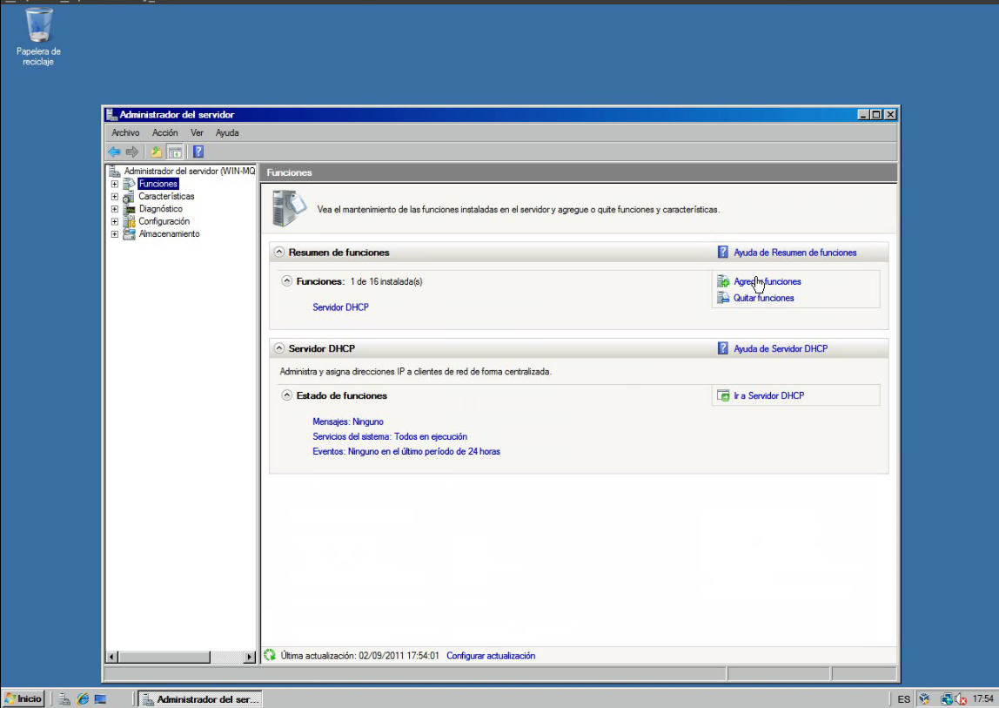 Papelera de
reciclaje
Administrador del servidor
Archivo Acción Ver Ayuda
Administrador del servidor (WIN-MQ
Funciones
Características
Diagnóstico
Configuración
Almacenamiento
Funciones
Vea el mantenimiento de las funciones instaladas en el servidor y agregue o quite funciones y características.
Resumen de funciones
Ayuda de Resumen de funciones
Funciones: 1 de 16 instalada(s)
Servidor DHCP
Agregar funciones
Quitar funciones
Servidor DHCP
Ayuda de Servidor DHCP
Administra y asigna direcciones IP a clientes de red de forma centralizada.
Estado de funciones
Ir a Servidor DHCP
Mensajes: Ninguno
Servicios del sistema: Todos en ejecución
Eventos: Ninguno en el último período de 24 horas
Última actualización: 02/09/2011 17:54:01 Configurar actualización
Inicio
Administrador del ser...
ES
17:54